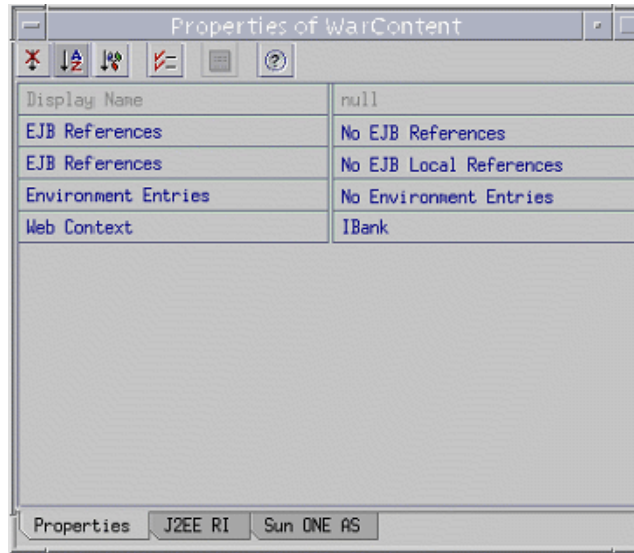 Properties of WarContent
Display Name null
EJB References No EJB References
EJB References No EJB Local References
Environment Entries No Environment Entries
Web Context IBank
Properties J2EE RI Sun ONE AS